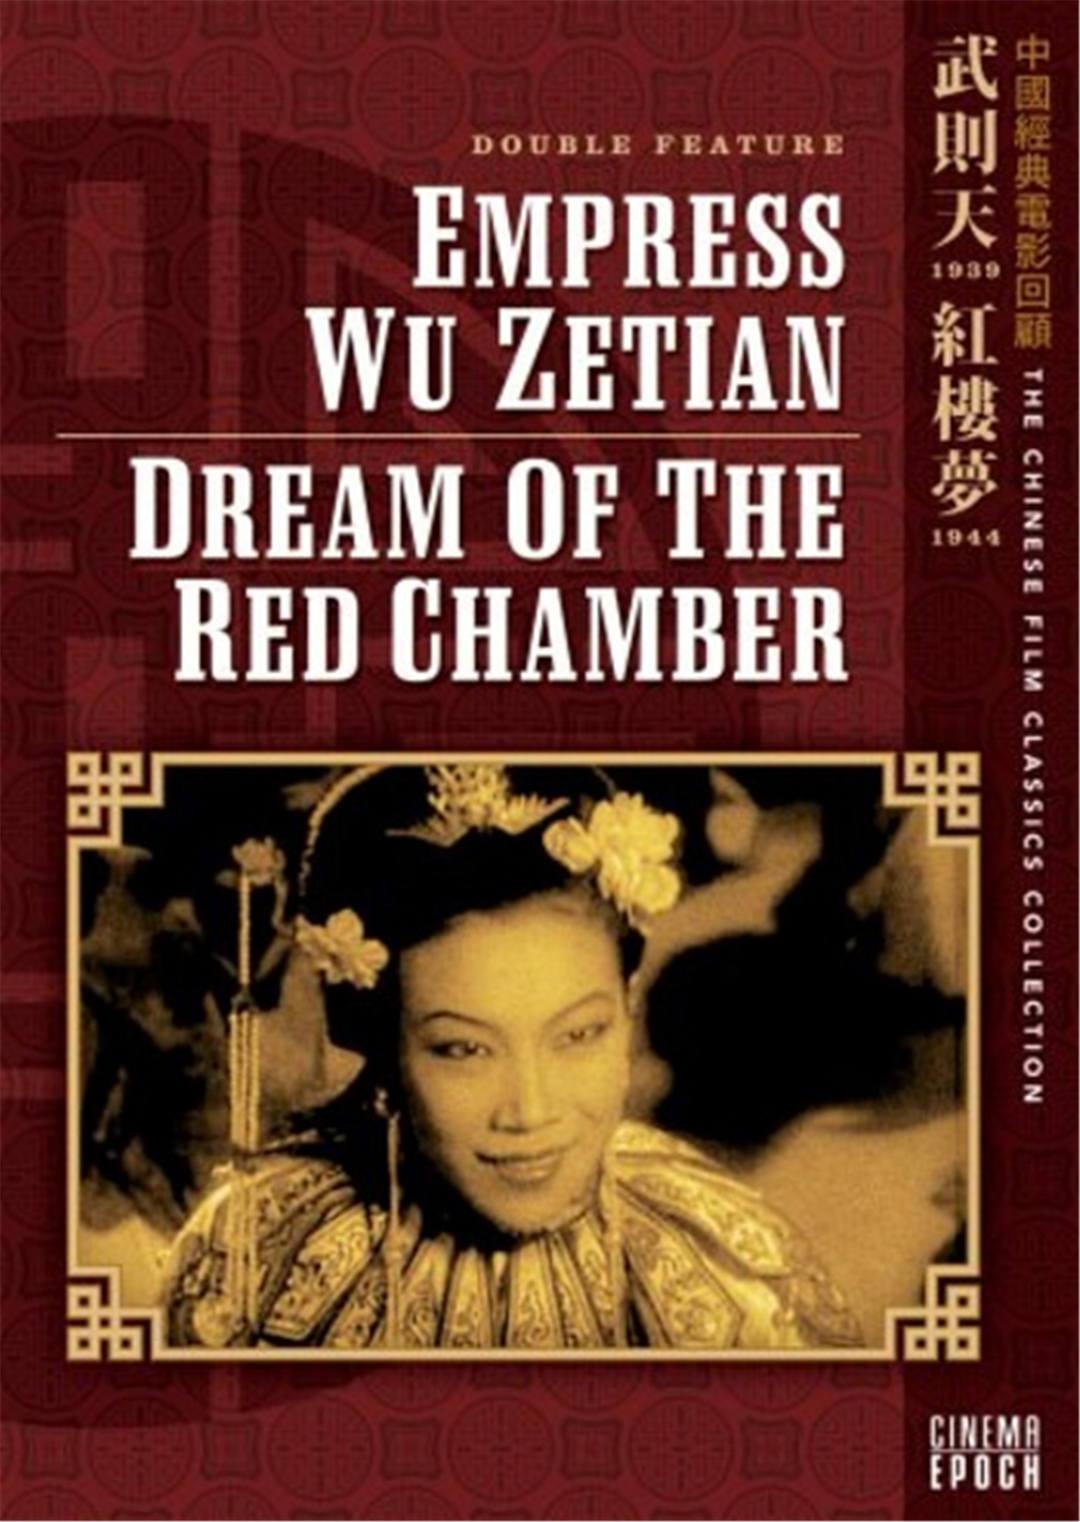 DOUBLE FEATURE
EMPRESS
WU ZETIAN
DREAM OF THE
RED CHAMBER
中國經典電影回顧 THE CHINESE FILM CLASSICS COLLECTION
武則天
1939
紅樓夢
1944
CINEMA
EPOCH